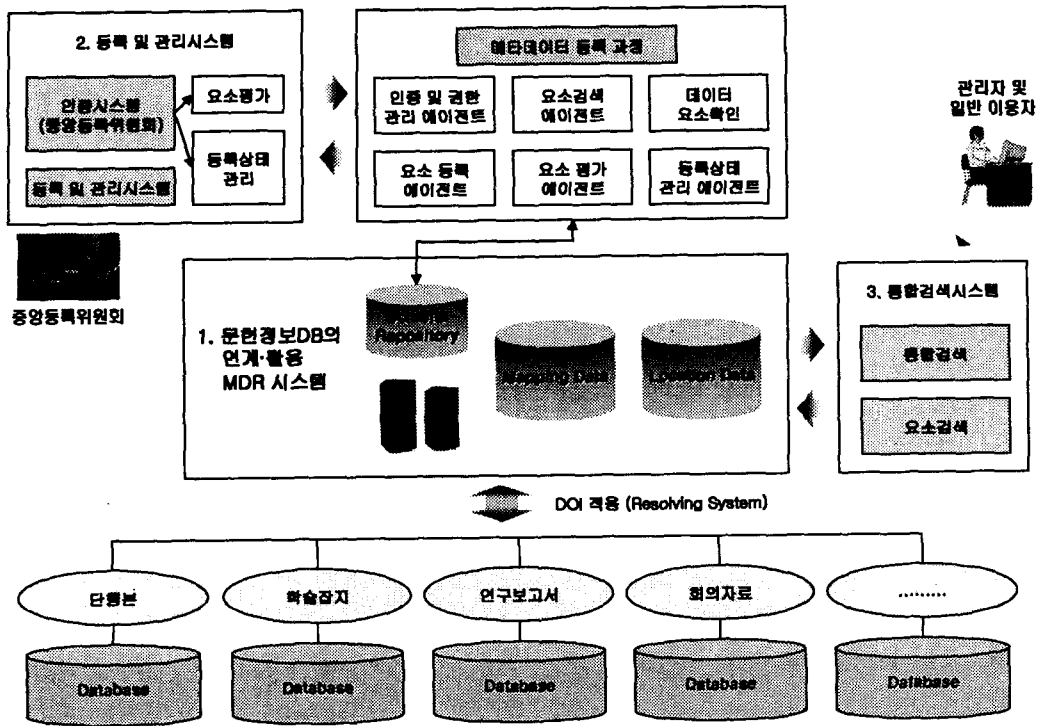 2. 등록 및 관리시스템
인증시스템
(중앙등록위원회)
요소평가
등록상태
관리
등록 및 관리시스템
중앙등록위원회
메타데이터 등록 과정
인증 및 권한
관리 에이전트
요소검색
에이전트
데이터
요소확인
요소 등록
에이전트
요소 평가
에이전트
등록상태
관리 에이전트
관리자 및
일반 이용자
1. 문헌정보DB의
연계·활용
MDR 시스템
Repository
Mapping Data
Location Data
3. 통합검색시스템
통합검색
요소검색
DOI 적용 (Resolving System)
단행본
학술잡지
연구보고서
회의자료
.........
Database
Database
Database
Database
Database